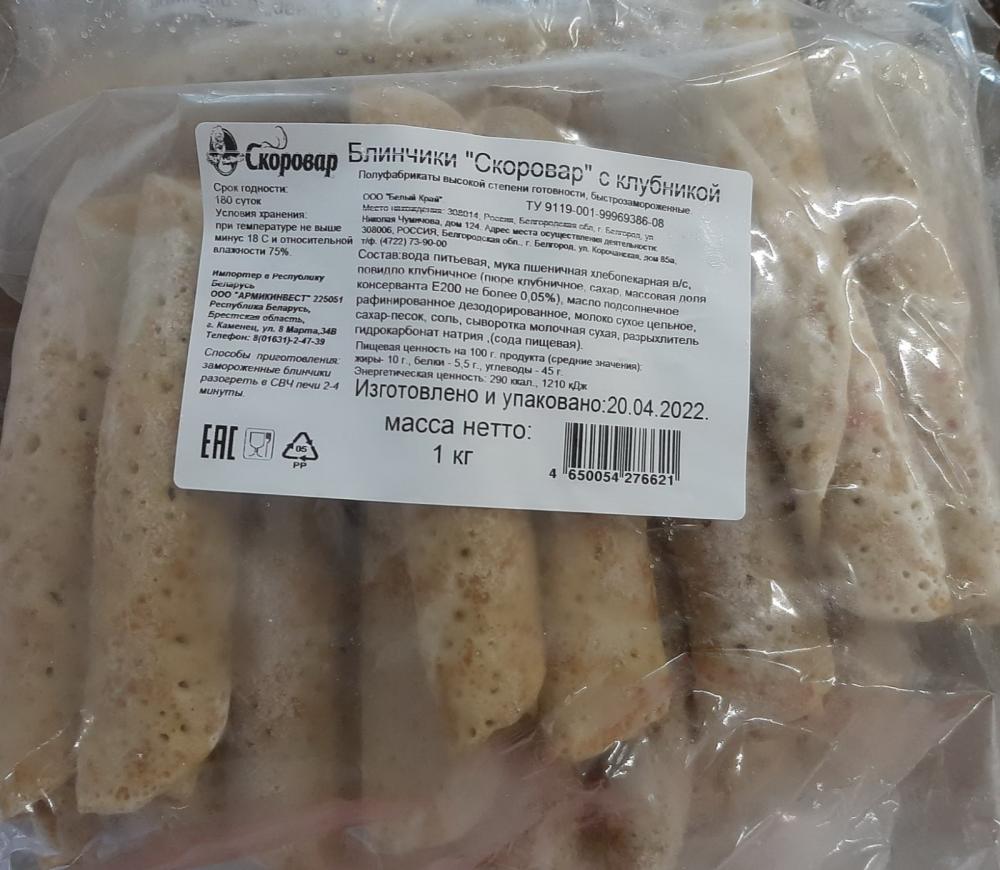 Скоровар
Блинчики "Скоровар" с клубникой
Полуфабрикаты высокой степени готовности, быстрозамороженные
ТУ 9119-001-99969386-08
Срок годности:
180 суток
Условия хранения:
при температуре не выше
минус 18 С и относительной
влажности 75%.
Импортер в Республику
Беларусь
ООО "АРМИКИНВЕСТ" 225051
Республика Беларусь,
Брестская область,
г. Каменец, ул. 8 Марта,34В
Телефон: 8(01631)-2-47-39
Способы приготовления:
замороженные блинчики
разогреть в СВЧ печи 2-4
минуты.
ООО "Белый Край"
Место нахождения: 308014, Россия, Белгородская обл, г. Белгород, ул
Николая Чумичова, дом 124. Адрес места осуществления деятельности:
308006, РОССИЯ, Белгородская обл., г. Белгород, ул. Корочанская, дом 85а,
т/ф. (4722) 73-90-00
Состав:вода питьевая, мука пшеничная хлебопекарная в/с,
повидло клубничное (пюре клубничное, сахар, массовая доля
консерванта Е200 не более 0,05%), масло подсолнечное
рафинированное дезодорированное, молоко сухое цельное,
сахар-песок, соль, сыворотка молочная сухая, разрыхлитель
гидрокарбонат натрия ,(сода пищевая).
Пищевая ценность на 100 г. продукта (средние значения):
жиры- 10 г., белки - 5,5 г., углеводы - 45 г.
Энергетическая ценность: 290 ккал., 1210 кДж
Изготовлено и упаковано:20.04.2022.
масса нетто:
1 кг
EAC
05
PP
4 650054 276621